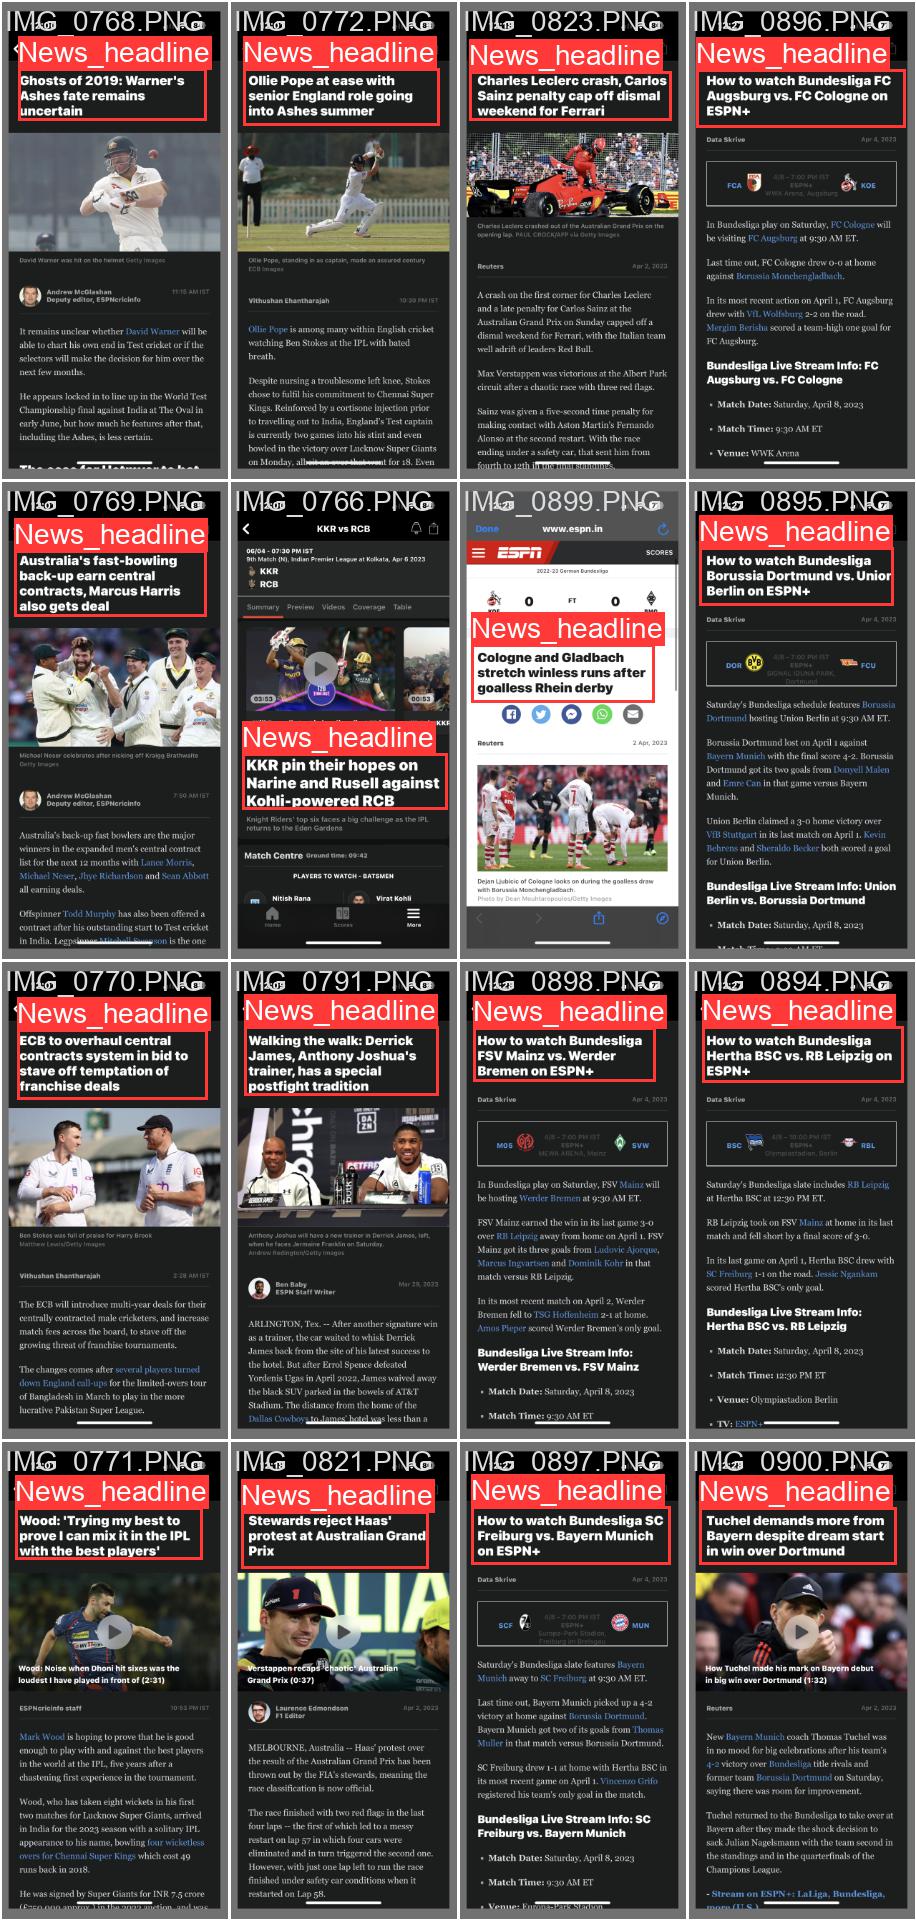 IMG_0768.PNG
News_headline
Ghosts of 2019: Warner's
Ashes fate remains
uncertain
David Warner was hit on the helmet Getty Images
Andrew McGlashan
Deputy editor, ESPNcricinfo
11:15 AM IST
It remains unclear whether David Warner will be
able to chart his own end in Test cricket or if the
selectors will make the decision for him over the
next few months.
He appears locked in to line up in the World Test
Championship final against India at The Oval in
early June, but how much he features after that,
including the Ashes, is less certain.
IMG_0772.PNG
News_headline
Ollie Pope at ease with
senior England role going
into Ashes summer
Ollie Pope, standing in as captain, made an assured century
ECB Images
Vithushan Ehantharajah
10:30 PM IST
Ollie Pope is among many within English cricket
watching Ben Stokes at the IPL with bated
breath.
Despite nursing a troublesome left knee, Stokes
chose to fulfil his commitment to Chennai Super
Kings. Reinforced by a cortisone injection prior
to travelling out to India, England's Test captain
is currently two games into his stint and even
bowled in the victory over Lucknow Super Giants
on Monday, albeit an over that went for 18. Even
IMG_0823.PNG
News_headline
Charles Leclerc crash, Carlos
Sainz penalty cap off dismal
weekend for Ferrari
Charles Leclerc crashed out of the Australian Grand Prix on the
opening lap. PAUL CROCK/AFP via Getty Images
Reuters
Apr 2, 2023
A crash on the first corner for Charles Leclerc
and a late penalty for Carlos Sainz at the
Australian Grand Prix on Sunday capped off a
dismal weekend for Ferrari, with the Italian team
well adrift of leaders Red Bull.
Max Verstappen was victorious at the Albert Park
circuit after a chaotic race with three red flags.
Sainz was given a five-second time penalty for
making contact with Aston Martin's Fernando
Alonso at the second restart. With the race
ending under a safety car, that sent him from
fourth to 12th in the final standings.
IMG_0896.PNG
News_headline
How to watch Bundesliga FC
Augsburg vs. FC Cologne on
ESPN+
Data Skrive
Apr 4, 2023
FCA
4/8 - 7:00 PM IST
ESPN+
WWK Arena, Augsburg
KOE
In Bundesliga play on Saturday, FC Cologne will
be visiting FC Augsburg at 9:30 AM ET.
Last time out, FC Cologne drew 0-0 at home
against Borussia Monchengladbach.
In its most recent action on April 1, FC Augsburg
drew with VfL Wolfsburg 2-2 on the road.
Mergim Berisha scored a team-high one goal for
FC Augsburg.
Bundesliga Live Stream Info: FC
Augsburg vs. FC Cologne
• Match Date: Saturday, April 8, 2023
• Match Time: 9:30 AM ET
• Venue: WWK Arena
IMG_0769.PNG
News_headline
Australia's fast-bowling
back-up earn central
contracts, Marcus Harris
also gets deal
Michael Neser celebrates after nicking off Kraigg Brathwaite
Getty Images
Andrew McGlashan
Deputy editor, ESPNcricinfo
7:50 AM IST
Australia's back-up fast bowlers are the major
winners in the expanded men's central contract
list for the next 12 months with Lance Morris,
Michael Neser, Jhye Richardson and Sean Abbott
all earning deals.
Offspinner Todd Murphy has also been offered a
contract after his outstanding start to Test cricket
in India. Legspinner Mitchell Swepson is the one
IMG_0766.PNG
KKR vs RCB
06/04 - 07:30 PM IST
9th Match (N), Indian Premier League at Kolkata, Apr 6 2023
KKR
RCB
Summary Preview Videos Coverage Table
03:53
00:53
News_headline
KKR pin their hopes on
Narine and Rusell against
Kohli-powered RCB
Knight Riders' top six faces a big challenge as the IPL
returns to the Eden Gardens
Match Centre Ground time: 09:42
PLAYERS TO WATCH - BATSMEN
Nitish Rana
Virat Kohli
Home
Scores
More
IMG_0899.PNG
Done
www.espn.in
ESPN
SCORES
2022-23 German Bundesliga
0
FT
0
News_headline
Cologne and Gladbach
stretch winless runs after
goalless Rhein derby
Reuters
2 Apr, 2023
Dejan Ljubicic of Cologne looks on during the goalless draw
with Borussia Monchengladbach.
Photo by Dean Mouhtaropoulos/Getty Images
IMG_0895.PNG
News_headline
How to watch Bundesliga
Borussia Dortmund vs. Union
Berlin on ESPN+
Data Skrive
Apr 4, 2023
DOR
4/8 - 7:00 PM IST
ESPN+
SIGNAL IDUNA PARK,
Dortmund
FCU
Saturday's Bundesliga schedule features Borussia
Dortmund hosting Union Berlin at 9:30 AM ET.
Borussia Dortmund lost on April 1 against
Bayern Munich with the final score 4-2. Borussia
Dortmund got its two goals from Donyell Malen
and Emre Can in that game versus Bayern
Munich.
Union Berlin claimed a 3-0 home victory over
VfB Stuttgart in its last match on April 1. Kevin
Behrens and Sheraldo Becker both scored a goal
for Union Berlin.
Bundesliga Live Stream Info: Union
Berlin vs. Borussia Dortmund
• Match Date: Saturday, April 8, 2023
IMG_0770.PNG
News_headline
ECB to overhaul central
contracts system in bid to
stave off temptation of
franchise deals
Ben Stokes was full of praise for Harry Brook
Matthew Lewis/Getty Images
Vithushan Ehantharajah
2:28 AM IST
The ECB will introduce multi-year deals for their
centrally contracted male cricketers, and increase
match fees across the board, to stave off the
growing threat of franchise tournaments.
The changes comes after several players turned
down England call-ups for the limited-overs tour
of Bangladesh in March to play in the more
lucrative Pakistan Super League.
IMG_0791.PNG
News_headline
Walking the walk: Derrick
James, Anthony Joshua's
trainer, has a special
postfight tradition
Anthony Joshua will have a new trainer in Derrick James, left,
when he faces Jermaine Franklin on Saturday.
Andrew Redington/Getty Images
Ben Baby
ESPN Staff Writer
Mar 29, 2023
ARLINGTON, Tex. -- After another signature win
as a trainer, the car waited to whisk Derrick
James back from the site of his latest success to
the hotel. But after Errol Spence defeated
Yordenis Ugas in April 2022, James waived away
the black SUV parked in the bowels of AT&T
Stadium. The distance from the home of the
Dallas Cowboys to James' hotel was less than a
IMG_0898.PNG
News_headline
How to watch Bundesliga
FSV Mainz vs. Werder
Bremen on ESPN+
Data Skrive
Apr 4, 2023
M05
4/8 - 7:00 PM IST
ESPN+
MEWA ARENA, Mainz
SVW
In Bundesliga play on Saturday, FSV Mainz will
be hosting Werder Bremen at 9:30 AM ET.
FSV Mainz earned the win in its last game 3-0
over RB Leipzig away from home on April 1. FSV
Mainz got its three goals from Ludovic Ajorque,
Marcus Ingvartsen and Dominik Kohr in that
match versus RB Leipzig.
In its most recent match on April 2, Werder
Bremen fell to TSG Hoffenheim 2-1 at home.
Amos Pieper scored Werder Bremen's only goal.
Bundesliga Live Stream Info:
Werder Bremen vs. FSV Mainz
• Match Date: Saturday, April 8, 2023
• Match Time: 9:30 AM ET
IMG_0894.PNG
News_headline
How to watch Bundesliga
Hertha BSC vs. RB Leipzig on
ESPN+
Data Skrive
Apr 4, 2023
BSC
4/8 - 10:00 PM IST
ESPN+
Olympiastadion, Berlin
RBL
Saturday's Bundesliga slate includes RB Leipzig
at Hertha BSC at 12:30 PM ET.
RB Leipzig took on FSV Mainz at home in its last match
and fell short by a final score of 3-0.
In its last game on April 1, Hertha BSC drew with
SC Freiburg 1-1 on the road. Jessic Ngankam
scored Hertha BSC's only goal.
Bundesliga Live Stream Info:
Hertha BSC vs. RB Leipzig
• Match Date: Saturday, April 8, 2023
• Match Time: 12:30 PM ET
• Venue: Olympiastadion Berlin
• TV: ESPN+
IMG_0771.PNG
News_headline
Wood: 'Trying my best to
prove I can mix it in the IPL
with the best players'
Wood: Noise when Dhoni hit sixes was the
loudest I have played in front of (2:31)
ESPNcricinfo staff
10:53 PM IST
Mark Wood is hoping to prove that he is good
enough to play with and against the best players
in the world at the IPL, five years after a
chastening first experience in the tournament.
Wood, who has taken eight wickets in his first
two matches for Lucknow Super Giants, arrived
in India for the 2023 season with a solitary IPL
appearance to his name, bowling four wicketless
overs for Chennai Super Kings which cost 49
runs back in 2018.
He was signed by Super Giants for INR 7.5 crore
IMG_0821.PNG
News_headline
Stewards reject Haas'
protest at Australian Grand
Prix
Verstappen recaps 'chaotic' Australian
Grand Prix (0:37)
Laurence Edmondson
F1 Editor
Apr 2, 2023
MELBOURNE, Australia -- Haas' protest over
the result of the Australian Grand Prix has been
thrown out by the FIA's stewards, meaning the
race classification is now official.
The race finished with two red flags in the last
four laps -- the first of which led to a messy
restart on lap 57 in which four cars were
eliminated and in turn triggered the second one.
However, with just one lap left to run the race
finished under safety car conditions when it
restarted on Lap 58.
IMG_0897.PNG
News_headline
How to watch Bundesliga SC
Freiburg vs. Bayern Munich
on ESPN+
Data Skrive
Apr 4, 2023
SCF
4/8 - 7:00 PM IST
ESPN+
Europa-Park Stadion,
Freiburg im Breisgau
MUN
Saturday's Bundesliga slate features Bayern
Munich away to SC Freiburg at 9:30 AM ET.
Last time out, Bayern Munich picked up a 4-2
victory at home against Borussia Dortmund.
Bayern Munich got two of its goals from Thomas
Muller in that match versus Borussia Dortmund.
SC Freiburg drew 1-1 at home with Hertha BSC in
its most recent game on April 1. Vincenzo Grifo
registered his team's only goal in the match.
Bundesliga Live Stream Info: SC
Freiburg vs. Bayern Munich
• Match Date: Saturday, April 8, 2023
• Match Time: 9:30 AM ET
• Venue: Europa-Park Stadion
IMG_0900.PNG
News_headline
Tuchel demands more from
Bayern despite dream start
in win over Dortmund
How Tuchel made his mark on Bayern debut
in big win over Dortmund (1:32)
Reuters
Apr 2, 2023
New Bayern Munich coach Thomas Tuchel was
in no mood for big celebrations after his team's
4-2 victory over Bundesliga title rivals and
former team Borussia Dortmund on Saturday,
saying there was room for improvement.
Tuchel returned to the Bundesliga to take over at
Bayern after they made the shock decision to
sack Julian Nagelsmann with the team second in
the standings and in the quarterfinals of the
Champions League.
- Stream on ESPN+: LaLiga, Bundesliga,
more (U.S.)